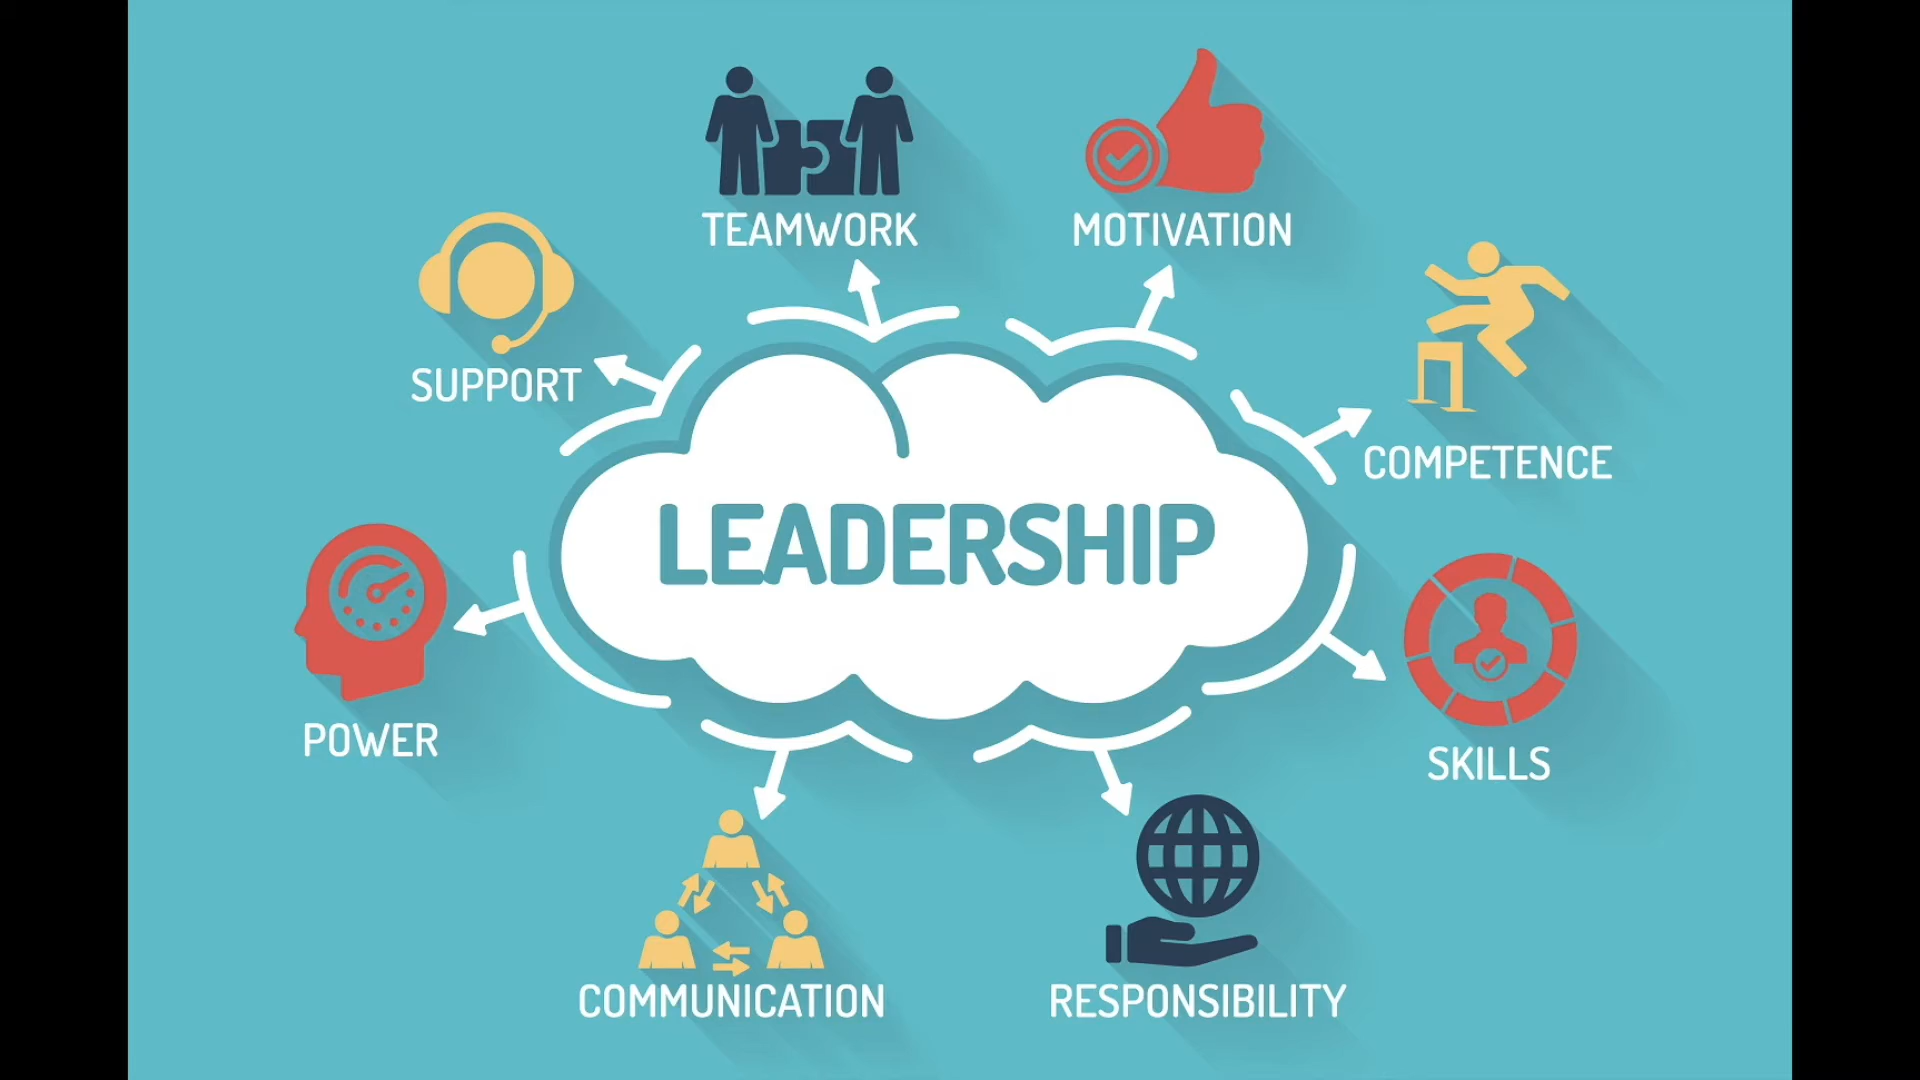 TEAMWORK
MOTIVATION
SUPPORT
COMPETENCE
LEADERSHIP
POWER
SKILLS
COMMUNICATION
RESPONSIBILITY